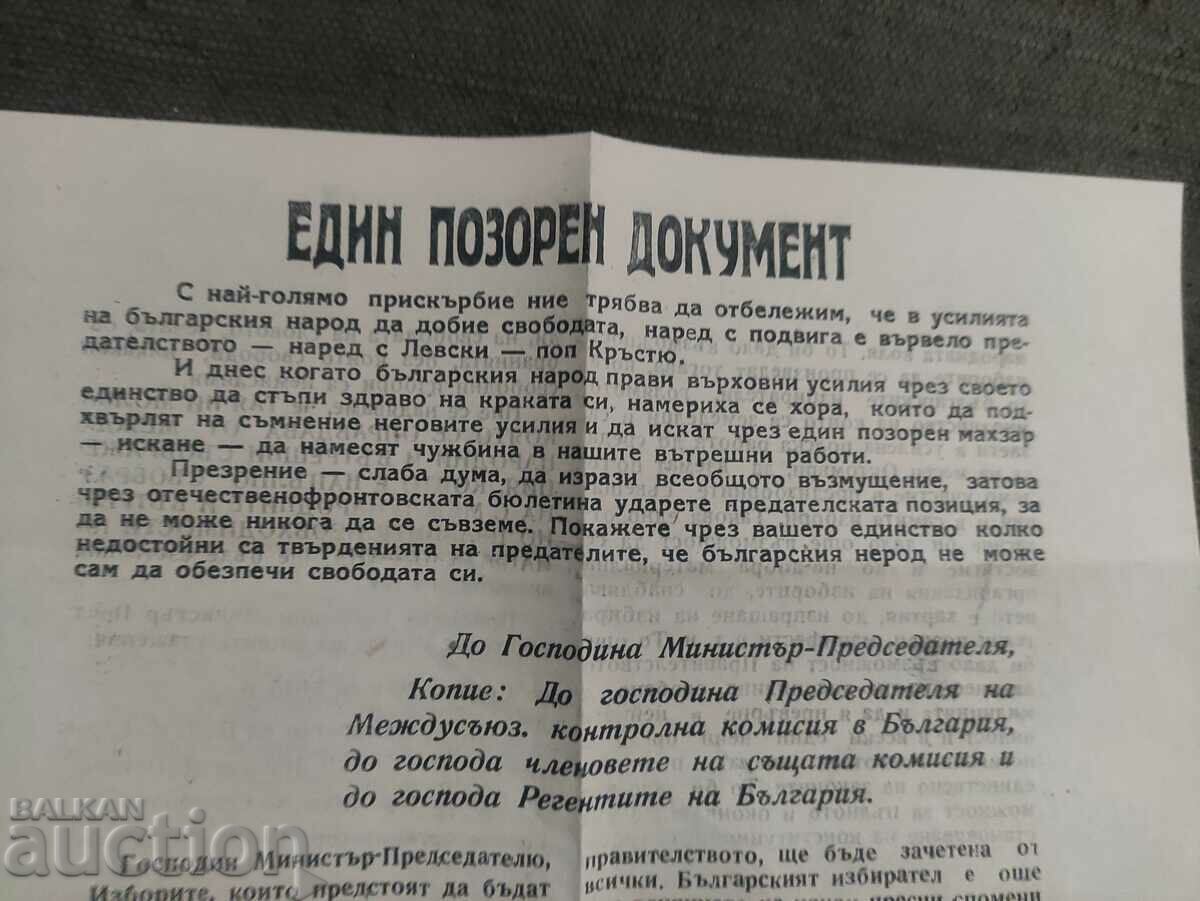 ЕДИН ПОЗОРЕН ДОКУМЕНТ
С най-голямо прискърбие ние трябва да отбележим, че в усилията
на българския народ да добие свободата, наред с подвига е вървело пре-
дателството — наред с Левски — поп Кръстю.
И днес когато българския народ прави върховни усилия чрез своето
единство да стъпи здраво на краката си, намериха се хора, които да под-
хвърлят на съмнение неговите усилия и да искат чрез един позорен махзар
— искане — да намесят чужбина в нашите вътрешни работи.
Презрение — слаба дума, да изрази всеобщото възмущение, затова
чрез отечественофронтовската бюлетина ударете предателската позиция, за
да не може никога да се съвземе. Покажете чрез вашето единство колко
недостойни са твърденията на предателите, че българския нерод не може
сам да обезпечи свободата си.
До Господина Министър-Председателя,
Копие: До господина Председателя на
Междусъюз. контролна комисия в България,
до господа членовете на същата комисия и
до господа Регентите на България.
Господин Министър-Председателю,
Изборите, които предстоят да бъдат
правителството, ще бъде зачетена от
всички. Българският избирател е още
BALKAN
auction